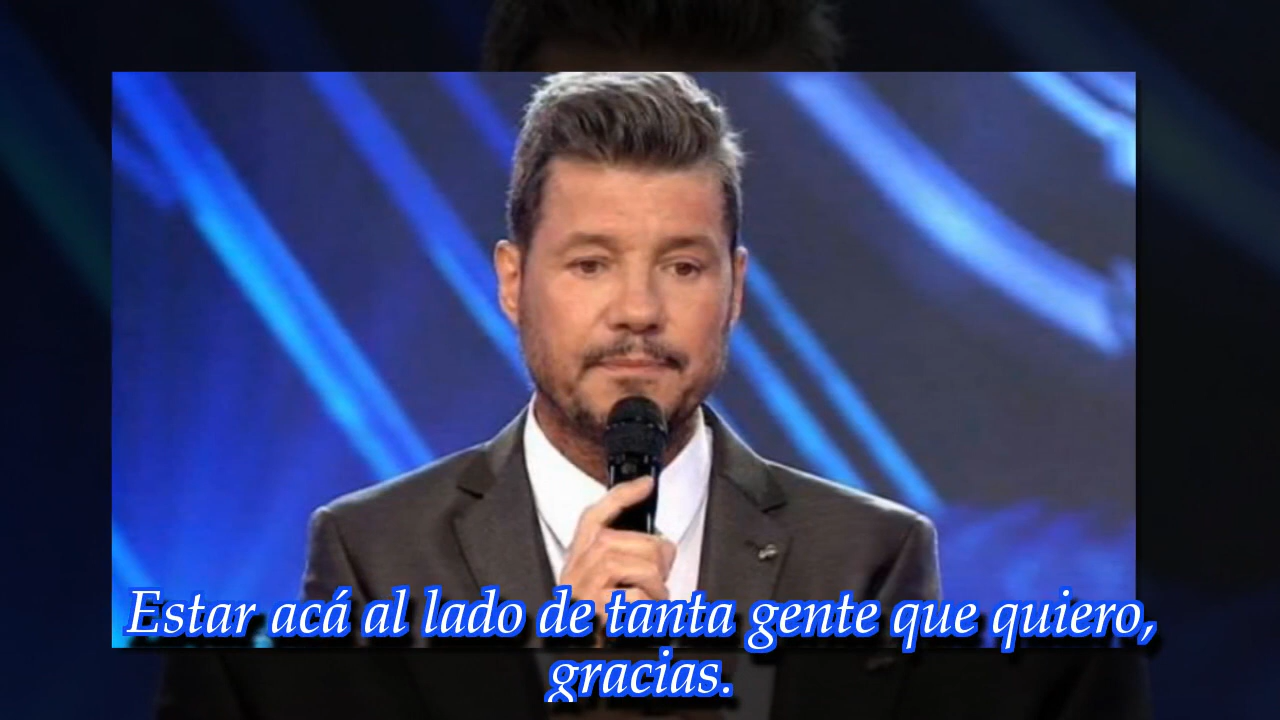 Estar acá al lado de tanta gente que quiero,
gracias.